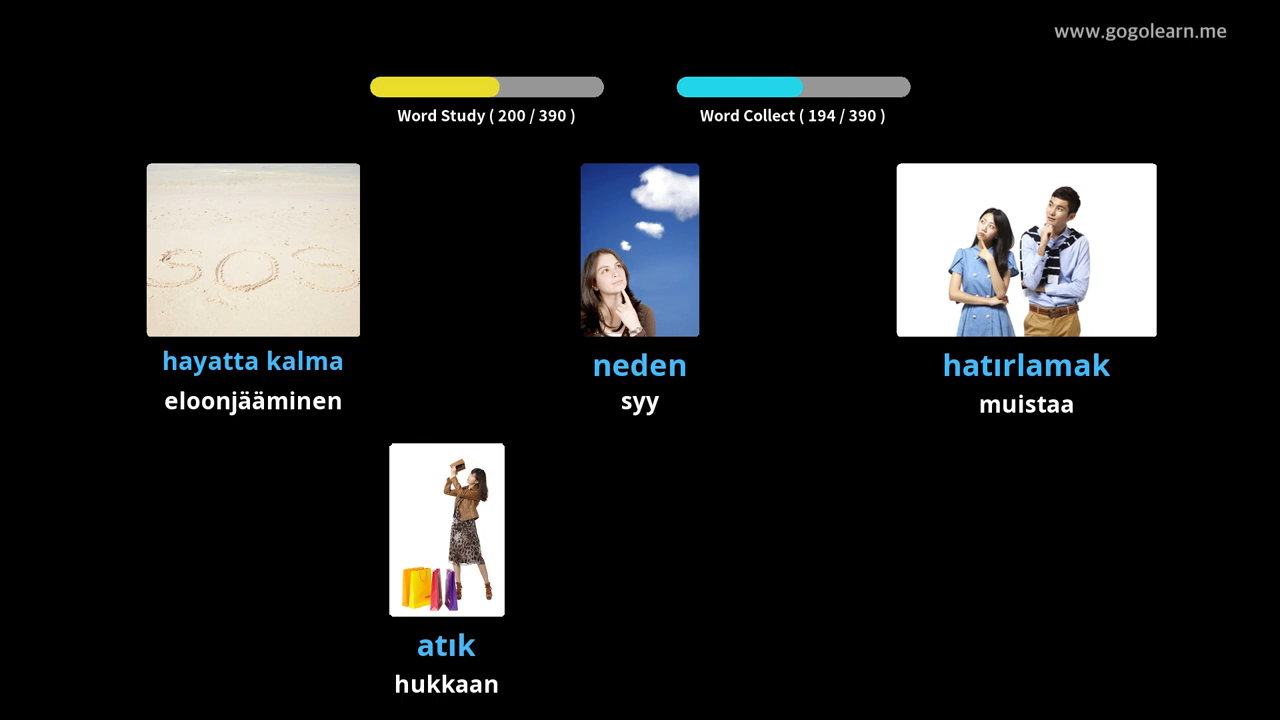 www.gogolearn.me
Word Study ( 200 / 390 )
Word Collect ( 194 / 390 )
SOS
hayatta kalma
eloonjääminen
neden
syy
hatırlamak
muistaa
atık
hukkaan